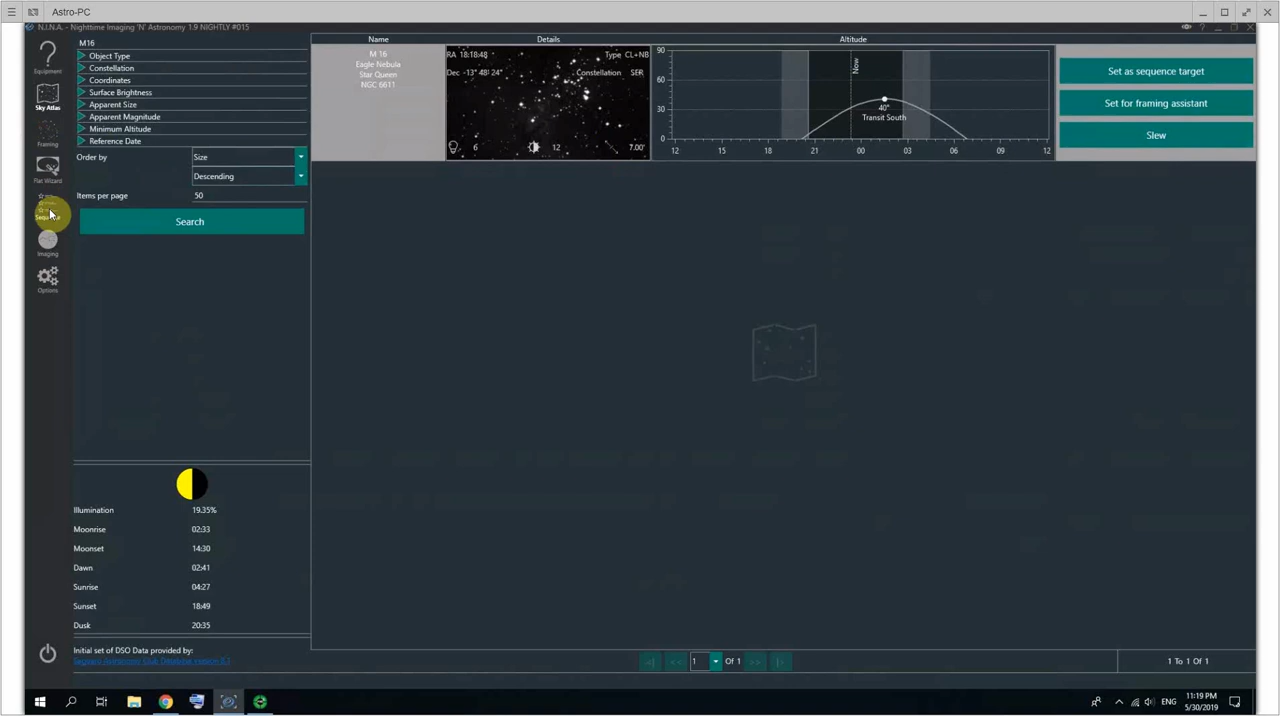 Astro-PC
N.I.N.A. - Nighttime Imaging 'N' Astronomy 1.9 NIGHTLY #015
Equipment
Sky Atlas
Framing
Flat Wizard
Imaging
Options
M16
Object Type
Constellation
Coordinates
Surface Brightness
Apparent Size
Apparent Magnitude
Minimum Altitude
Reference Date
Order by Size
Descending
Items per page 50
Search
Illumination 19.35%
Moonrise 02:33
Moonset 14:30
Dawn 02:41
Sunrise 04:27
Sunset 18:49
Dusk 20:35
Initial set of DSO Data provided by:
Name Details Altitude
M 16
Eagle Nebula
Star Queen
NGC 6611
RA 18:18:48 Type CL+NB
Dec -13° 48' 24" Constellation SER
6 12 7.00'
90
60
30
0
Now
40°
Transit South
12 15 18 21 00 03 06 09 12
Set as sequence target
Set for framing assistant
Slew
1 Of 1
1 To 1 Of 1
ENG
11:19 PM
5/30/2019